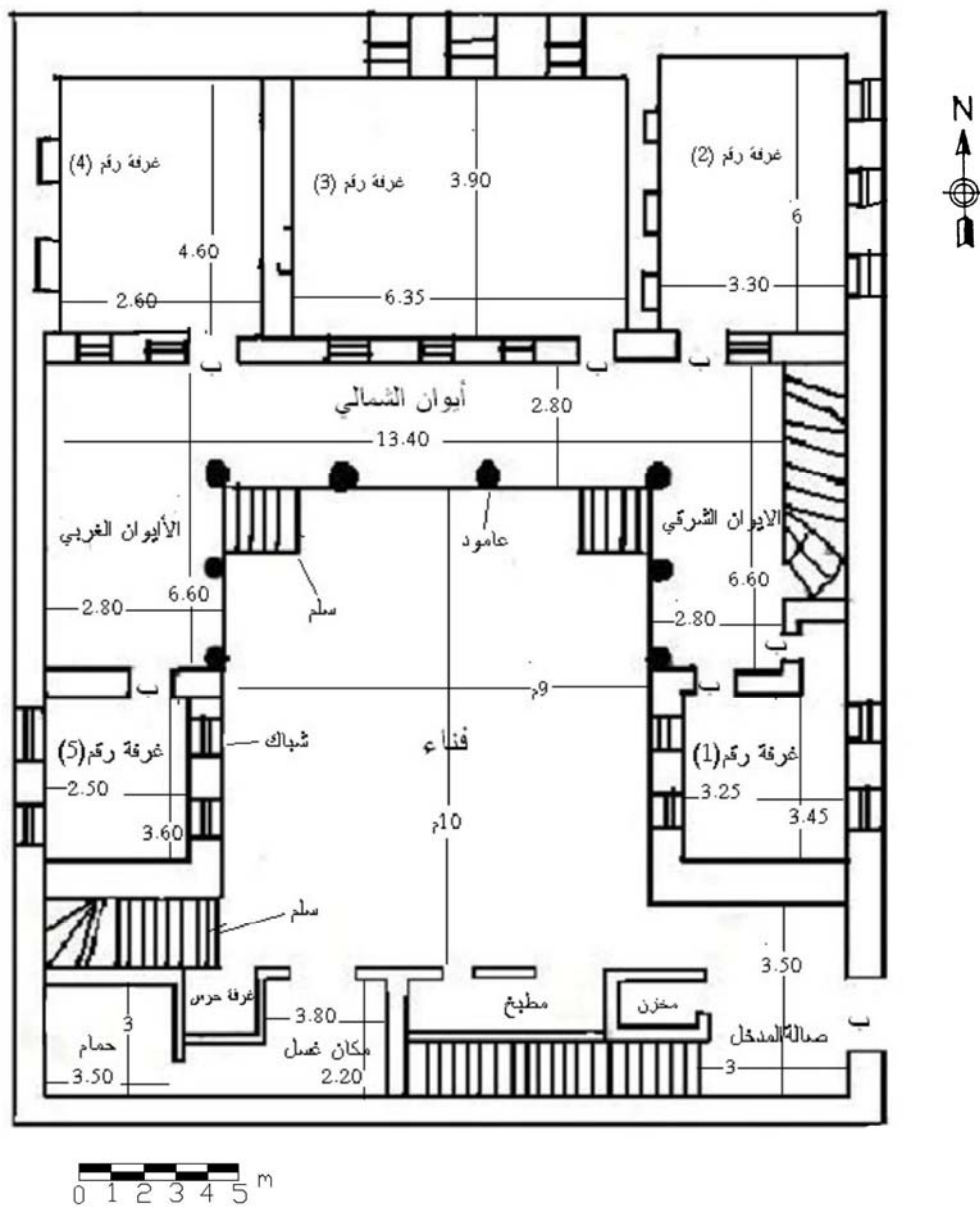 N
غرفة رقم (2)
غرفة رقم (3)
غرفة رقم (4)
3.90
6
4.60
3.30
6.35
2.60
ب
ب
ب
أيوان الشمالي
2.80
13.40
الايوان الشرقي
عامود
الأأيوان الغربي
سلم
6.60
2.80
6.60
2.80
ب
ب
ب
9م
فناء
شباك
غرفة رقم(1)
غرفة رقم(5)
3.25
2.50
3.45
10م
3.60
سلم
3.50
غرفة حرس
مطبخ
مخزن
صالة المدخل
ب
3.80
3
حمام
مكان غسل
3.50
2.20
3
0 1 2 3 4 5 m